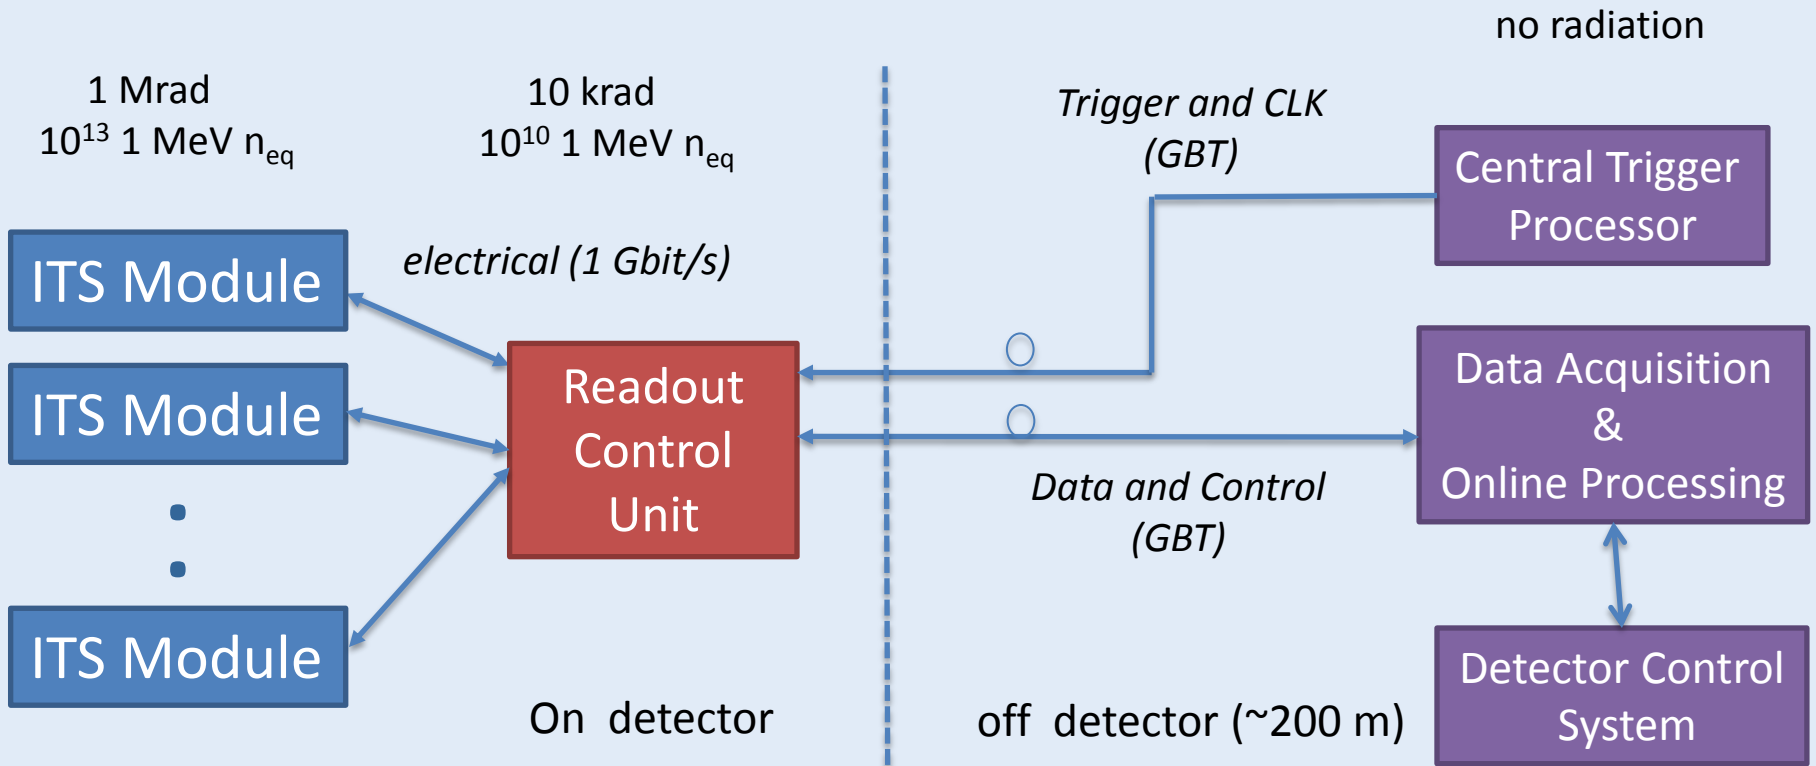 no radiation
1 Mrad
10¹³ 1 MeV nₑq
10 krad
10¹⁰ 1 MeV nₑq
Trigger and CLK
(GBT)
Central Trigger
Processor
electrical (1 Gbit/s)
ITS Module
ITS Module
ITS Module
Readout
Control
Unit
Data Acquisition
&
Online Processing
Data and Control
(GBT)
Detector Control
System
On detector
off detector (~200 m)